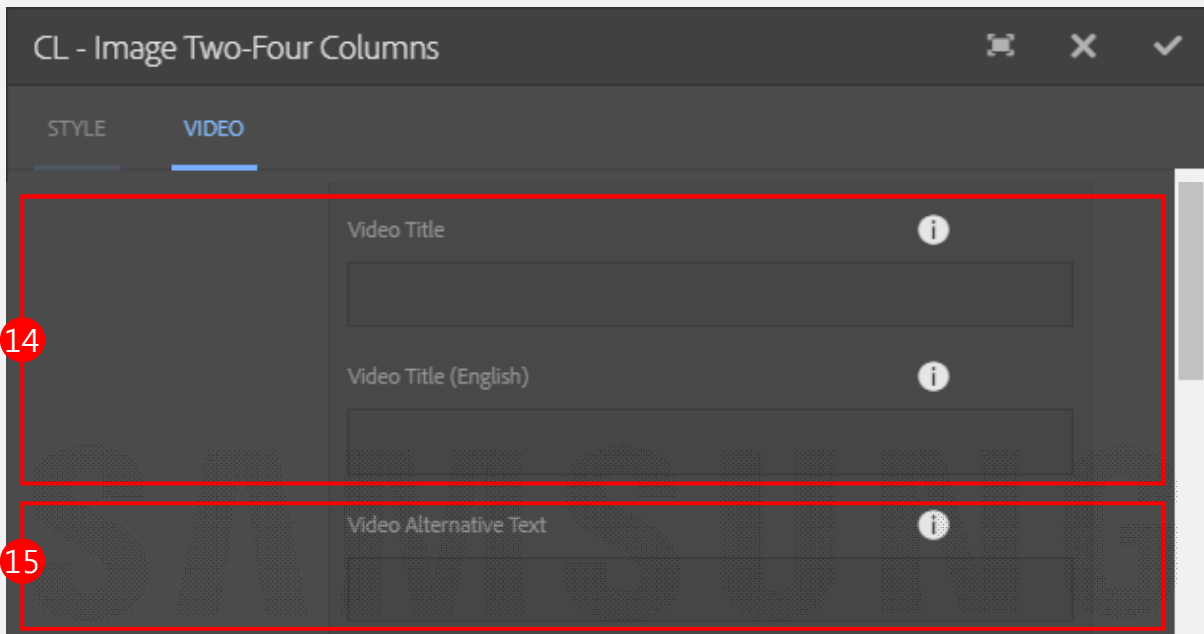 CL - Image Two-Four Columns
STYLE VIDEO
Video Title
14
Video Title (English)
Video Alternative Text
15
SAMSUNG